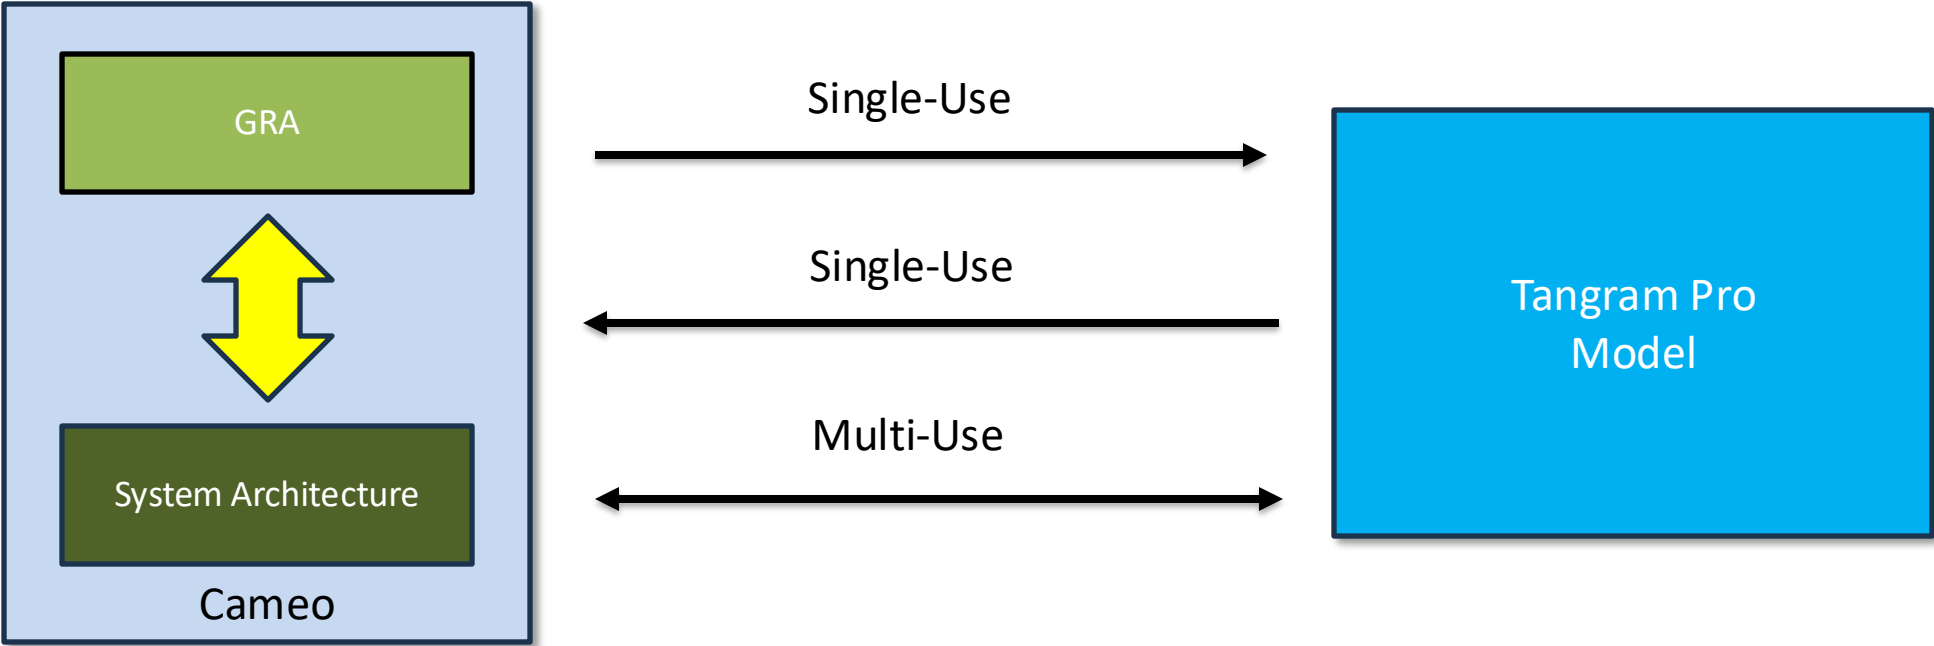 GRA
System Architecture
Cameo
Single-Use
Single-Use
Multi-Use
Tangram Pro
Model